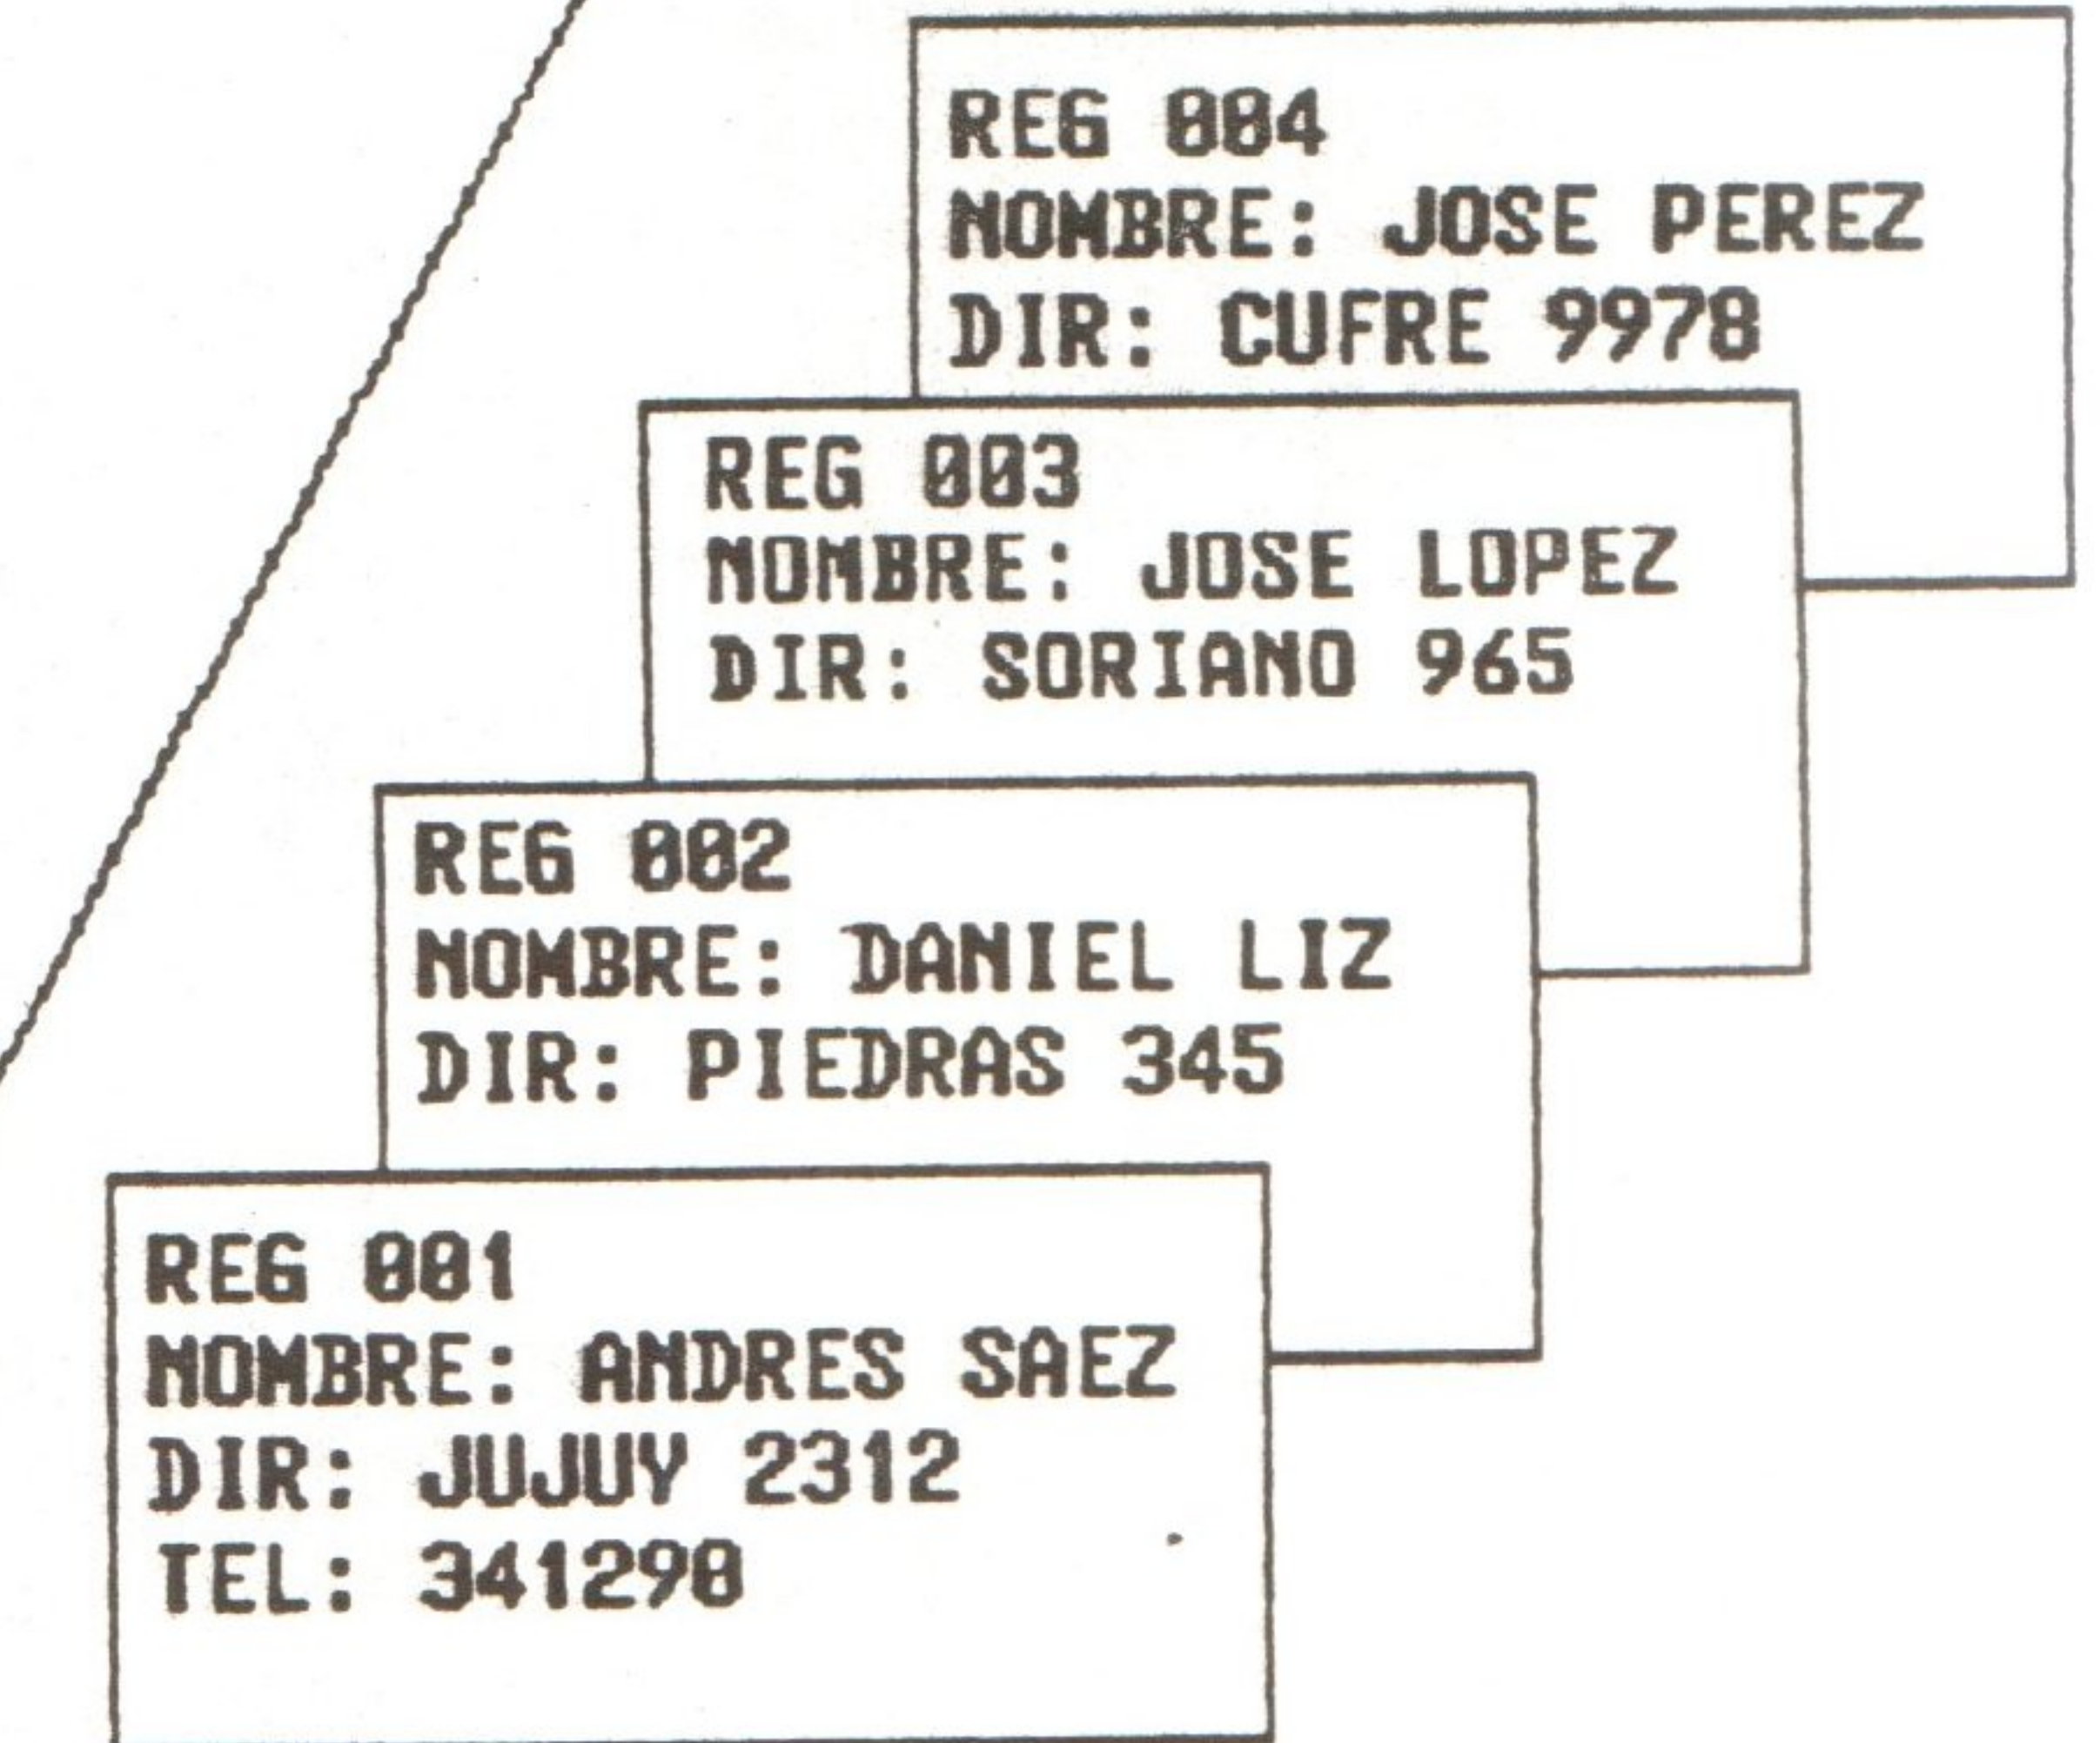 REG 004
NOMBRE: JOSE PEREZ
DIR: CUFRE 9978
REG 003
NOMBRE: JOSE LOPEZ
DIR: SORIANO 965
REG 002
NOMBRE: DANIEL LIZ
DIR: PIEDRAS 345
REG 001
NOMBRE: ANDRES SAEZ
DIR: JUJUY 2312
TEL: 341290